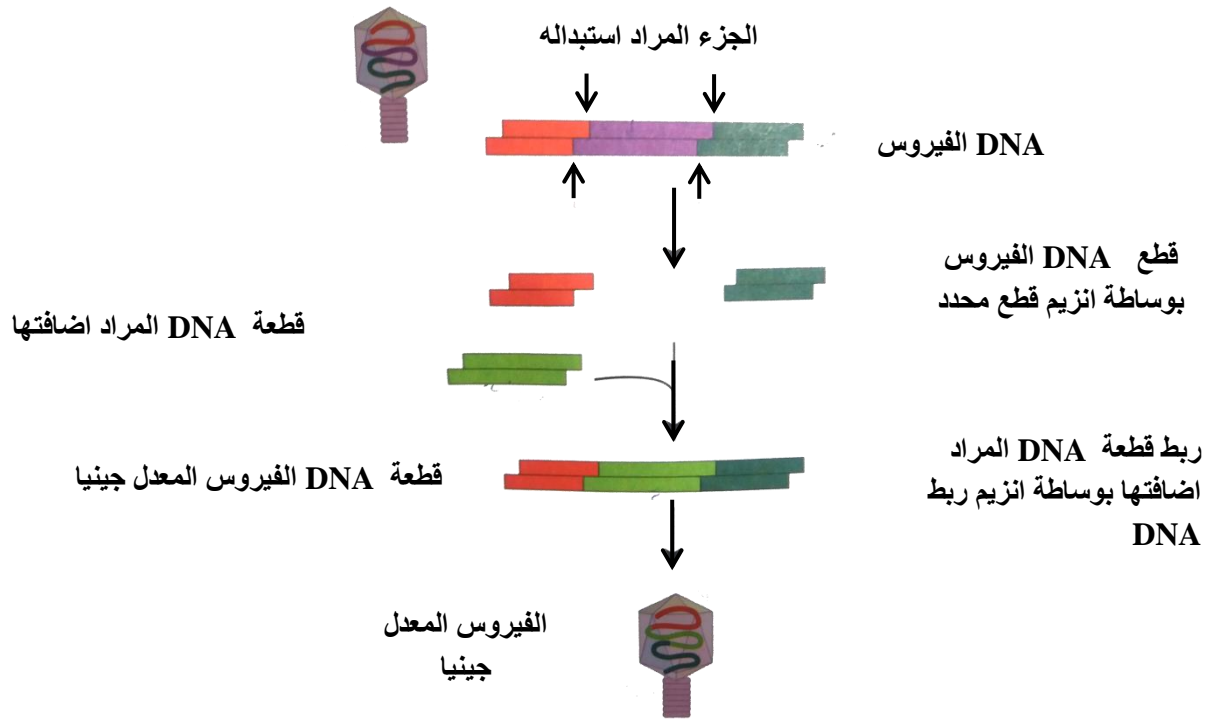 الجزء المراد استبداله
DNA الفيروس
قطع DNA الفيروس
بوساطة انزيم قطع محدد
قطعة DNA المراد اضافتها
ربط قطعة DNA المراد
اضافتها بوساطة انزيم ربط
DNA
قطعة DNA الفيروس المعدل جينيا
الفيروس المعدل
جينيا